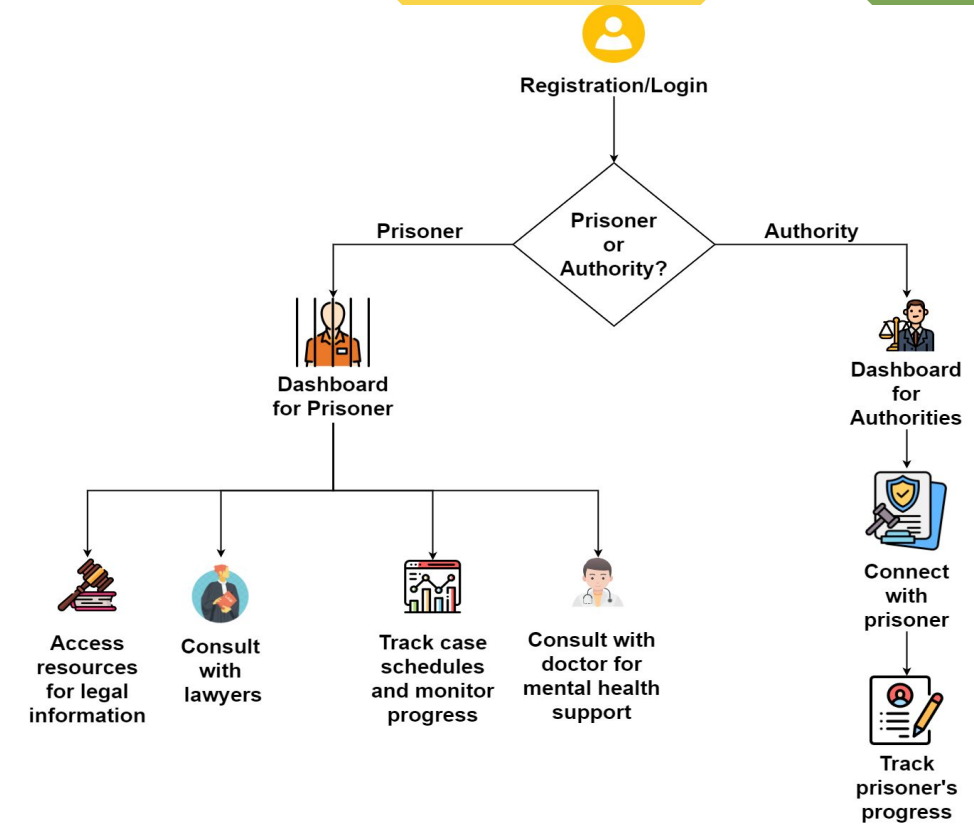 Registration/Login
Prisoner
or
Authority?
Prisoner
Authority
Dashboard
for Prisoner
Dashboard
for
Authorities
Connect
with
prisoner
Access
resources
for legal
information
Consult
with
lawyers
Track case
schedules
and monitor
progress
Consult with
doctor for
mental health
support
Track
prisoner's
progress